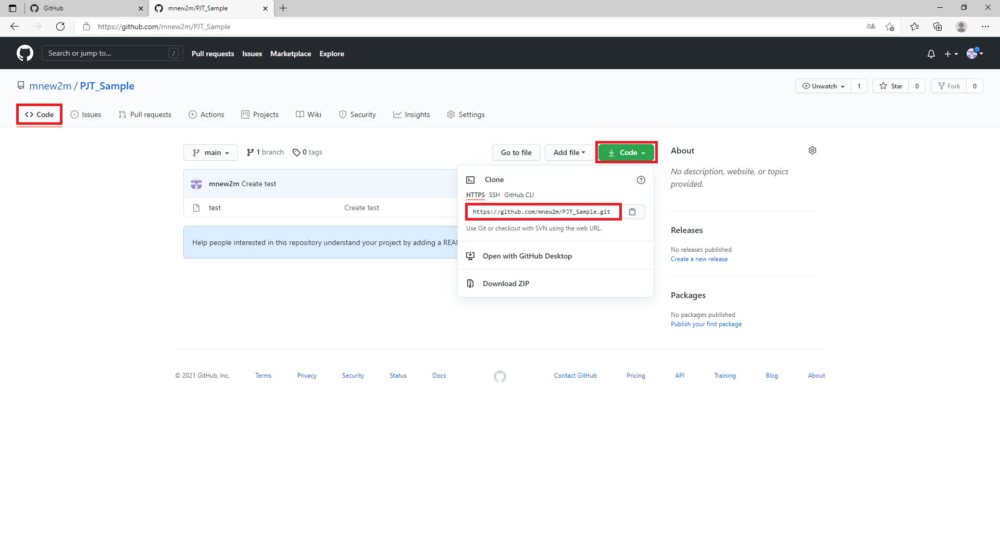 GitHub
mnew2m/PJT_Sample
https://github.com/mnew2m/PJT_Sample
aあ
Search or jump to...
/
Pull requests
Issues
Marketplace
Explore
mnew2m / PJT_Sample
Unwatch
1
Star
0
Fork
0
Code
Issues
Pull requests
Actions
Projects
Wiki
Security
Insights
Settings
main
1 branch
0 tags
Go to file
Add file
Code
About
No description, website, or topics
provided.
mnew2m Create test
test
Create test
Help people interested in this repository understand your project by adding a REA
Clone
HTTPS SSH GitHub CLI
https://github.com/mnew2m/PJT_Sample.git
Use Git or checkout with SVN using the web URL.
Open with GitHub Desktop
Download ZIP
Releases
No releases published
Create a new release
Packages
No packages published
Publish your first package
© 2021 GitHub, Inc.
Terms
Privacy
Security
Status
Docs
Contact GitHub
Pricing
API
Training
Blog
About